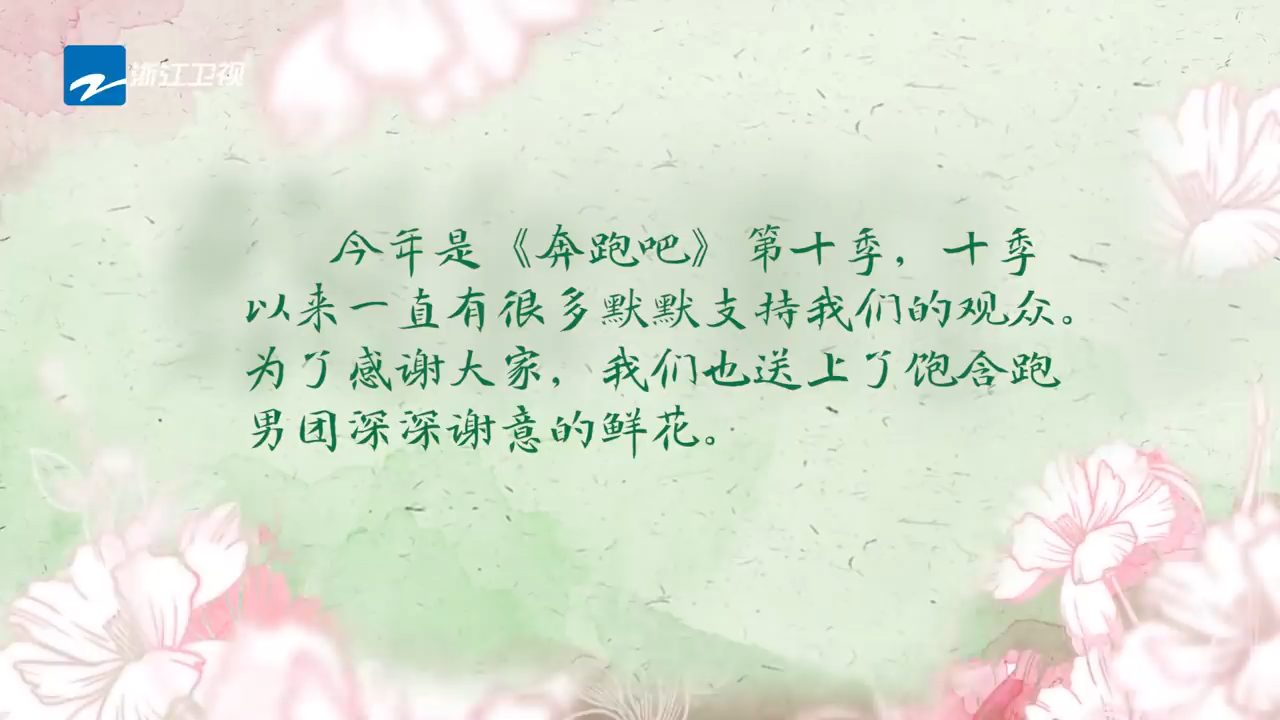 浙江卫视
今年是《奔跑吧》第十季，十季
以来一直有很多默默支持我们的观众。
为了感谢大家，我们也送上了饱含跑
男团深深谢意的鲜花。